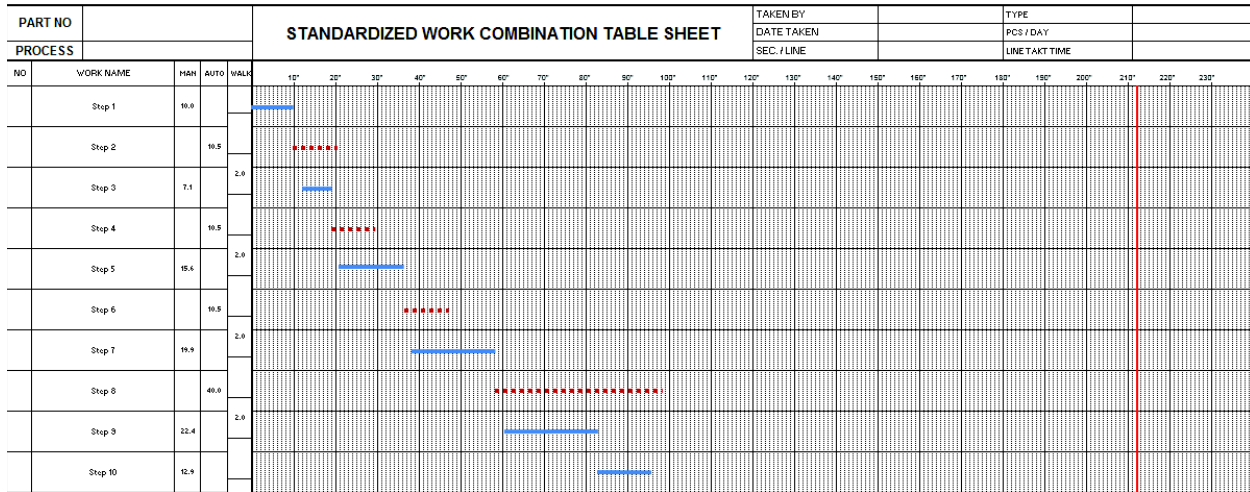 PART NO
STANDARDIZED WORK COMBINATION TABLE SHEET
TAKEN BY
TYPE
DATE TAKEN
PCS / DAY
PROCESS
SEC. / LINE
LINE TAKT TIME
NO WORK NAME MAN AUTO WALK 10" 20" 30" 40" 50" 60" 70" 80" 90" 100" 110" 120" 130" 140" 150" 160" 170" 180" 190" 200" 210" 220" 230"
Step 1 10.0
Step 2 10.5
2.0
Step 3 7.1
Step 4 10.5
2.0
Step 5 15.6
Step 6 10.5
2.0
Step 7 19.9
Step 8 40.0
2.0
Step 9 22.4
Step 10 12.9